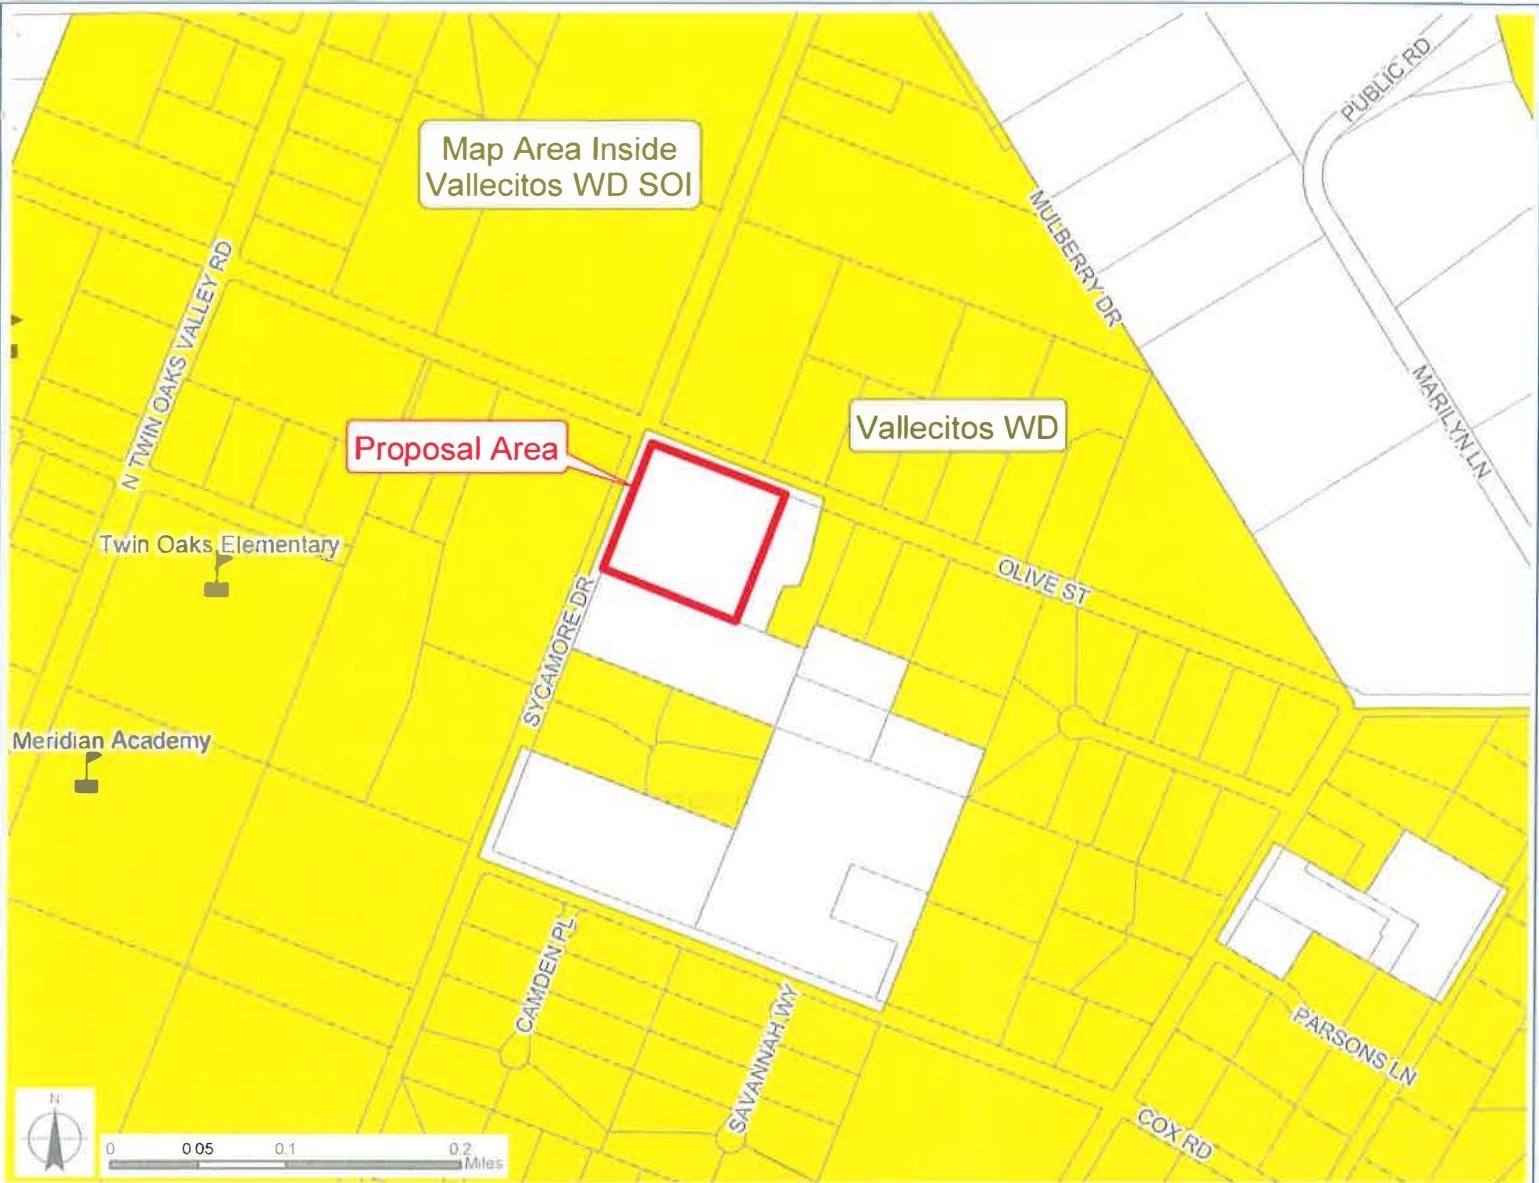 PUBLIC RD
Map Area Inside
Vallecitos WD SOI
MULBERRY DR
N TWIN OAKS VALLEY RD
MARILYN LN
Vallecitos WD
Proposal Area
Twin Oaks Elementary
OLIVE ST
SYCAMORE DR
Meridian Academy
CAMDEN PL
SAVANNAH WY
PARSONS LN
COX RD
N
0 0 05 0.1 0.2
Miles